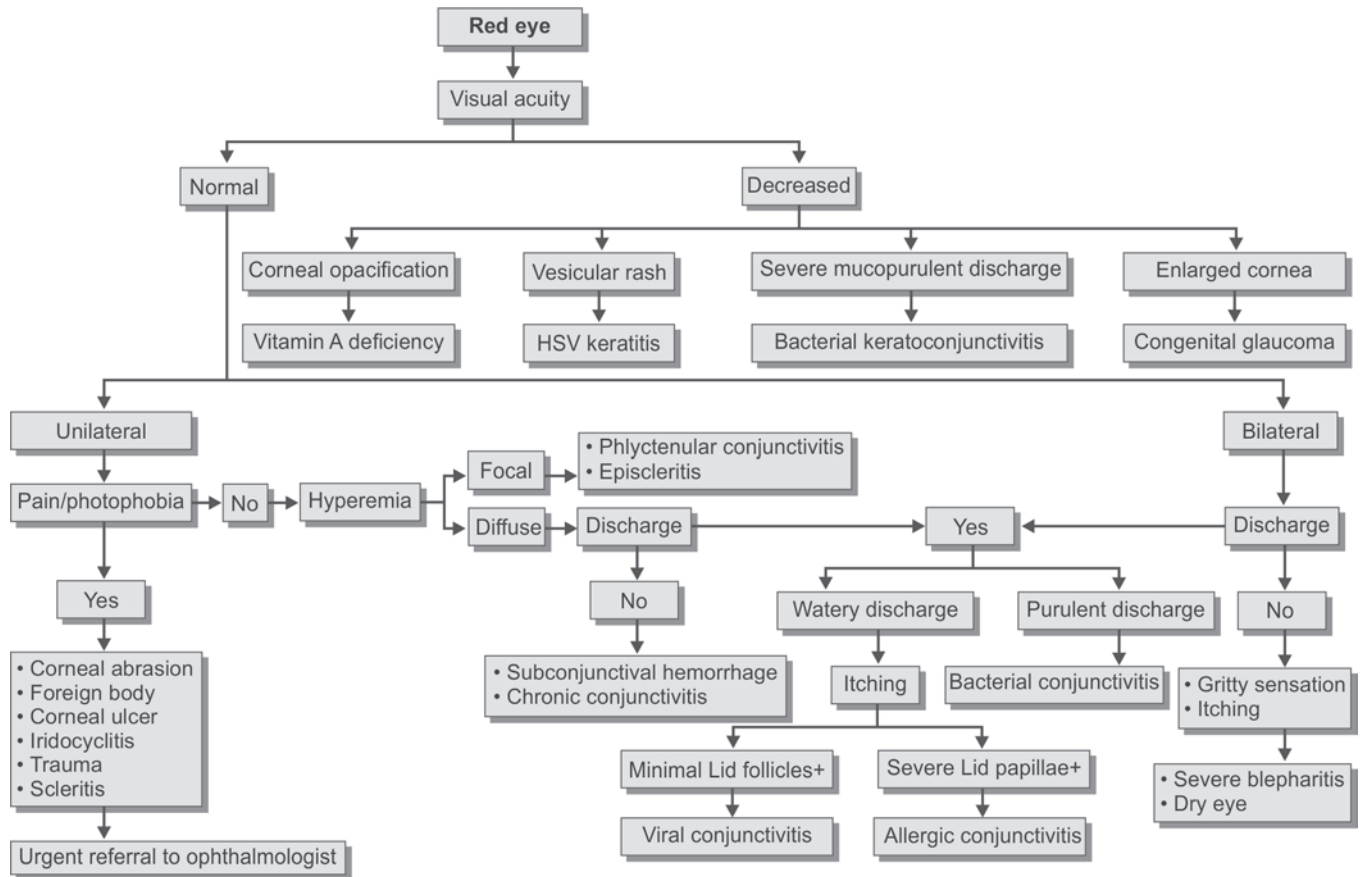 Red eye
Visual acuity
Normal
Decreased
Corneal opacification
Vesicular rash
Severe mucopurulent discharge
Enlarged cornea
Vitamin A deficiency
HSV keratitis
Bacterial keratoconjunctivitis
Congenital glaucoma
Unilateral
Bilateral
Pain/photophobia
No
Hyperemia
Focal
• Phlyctenular conjunctivitis
• Episcleritis
Diffuse
Discharge
Yes
Discharge
Yes
No
Watery discharge
Purulent discharge
No
• Corneal abrasion
• Foreign body
• Corneal ulcer
• Iridocyclitis
• Trauma
• Scleritis
• Subconjunctival hemorrhage
• Chronic conjunctivitis
Itching
Bacterial conjunctivitis
• Gritty sensation
• Itching
Minimal Lid follicles+
Severe Lid papillae+
• Severe blepharitis
• Dry eye
Viral conjunctivitis
Allergic conjunctivitis
Urgent referral to ophthalmologist